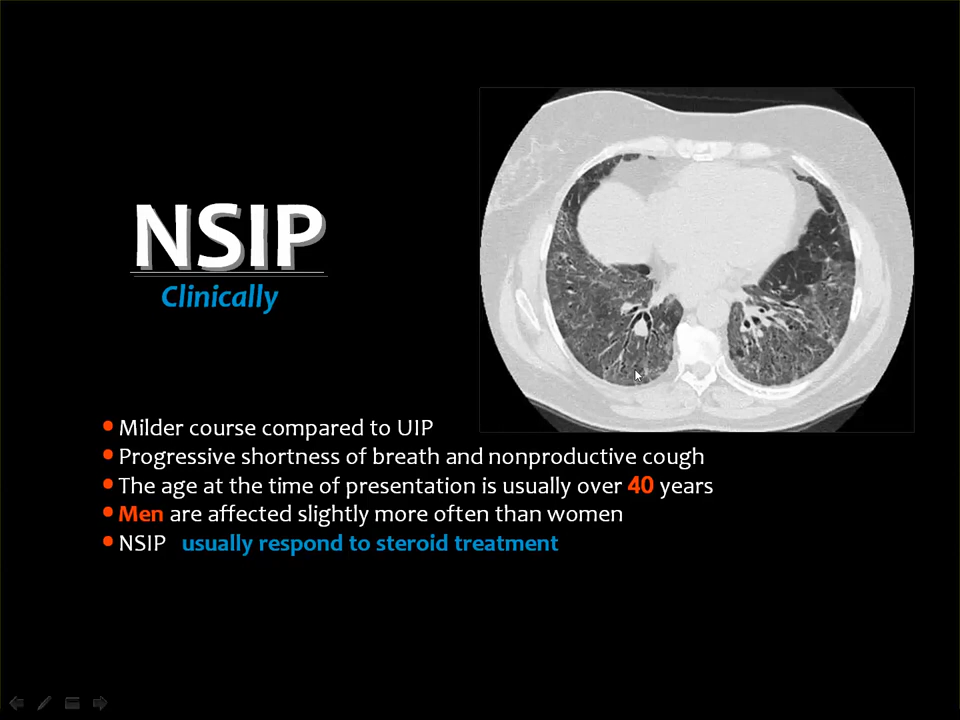 NSIP
Clinically
• Milder course compared to UIP
• Progressive shortness of breath and nonproductive cough
• The age at the time of presentation is usually over 40 years
• Men are affected slightly more often than women
• NSIP usually respond to steroid treatment